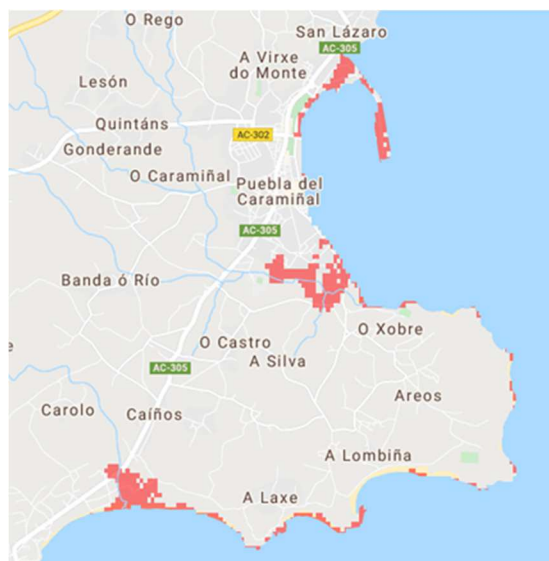 O Rego
San Lázaro
AC-305
A Virxe
do Monte
Lesón
Quintáns
AC-302
Gonderande
O Caramiñal
Puebla del
Caramiñal
AC-305
Banda ó Río
O Xobre
O Castro
A Silva
AC-305
Areos
Carolo
Caíños
A Lombiña
A Laxe